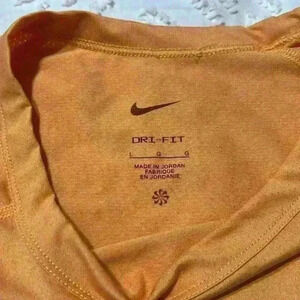 DRI-FIT
L G G
MADE IN JORDAN
FABRIQUE
EN JORDANIE